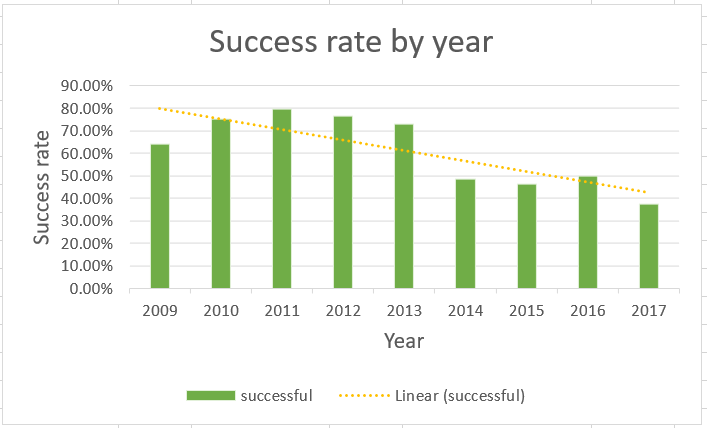 Success rate by year
90.00%
80.00%
70.00%
60.00%
50.00%
40.00%
30.00%
20.00%
10.00%
0.00%
Success rate
2009 2010 2011 2012 2013 2014 2015 2016 2017
Year
successful Linear (successful)